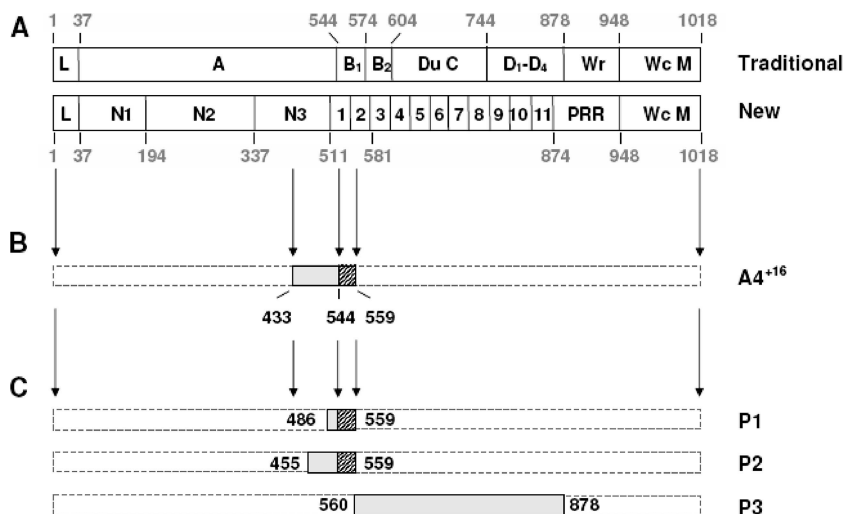 A
1 37 544 574 604 744 878 948 1018
L A B₁ B₂ Du C D₁-D₄ Wr Wc M Traditional
L N1 N2 N3 1 2 3 4 5 6 7 8 9 10 11 PRR Wc M New
1 37 194 337 511 581 874 948 1018
B
A4⁺¹⁶
433 544 559
C
486 559 P1
455 559 P2
560 878 P3